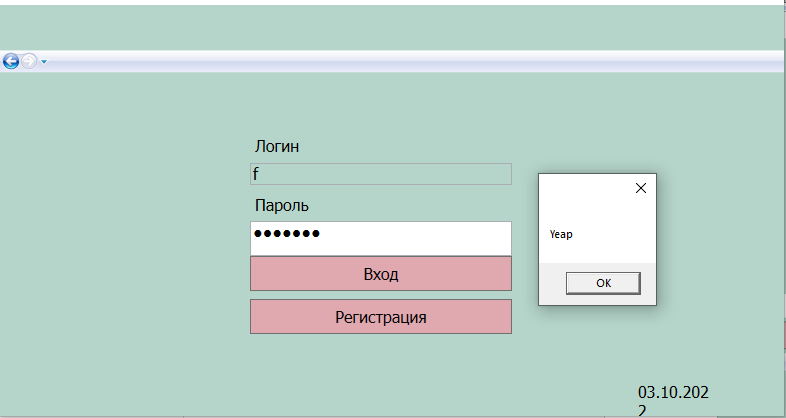 Логин
f
Пароль
Вход
Регистрация
Yeap
OK
03.10.202
2